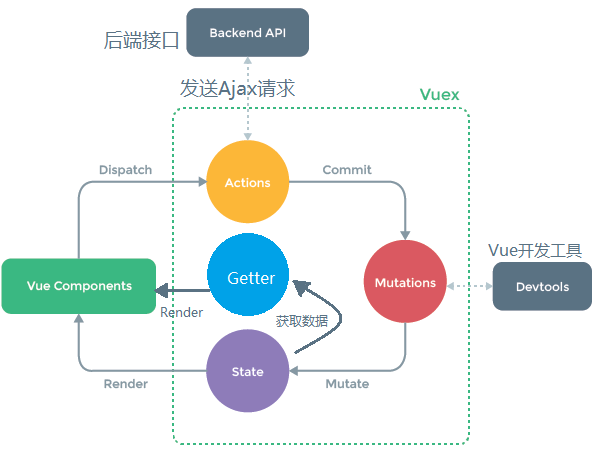 后端接口
Backend API
发送Ajax请求
Vuex
Dispatch
Actions
Commit
Vue开发工具
Getter
Mutations
Vue Components
Devtools
Render
获取数据
State
Render
Mutate